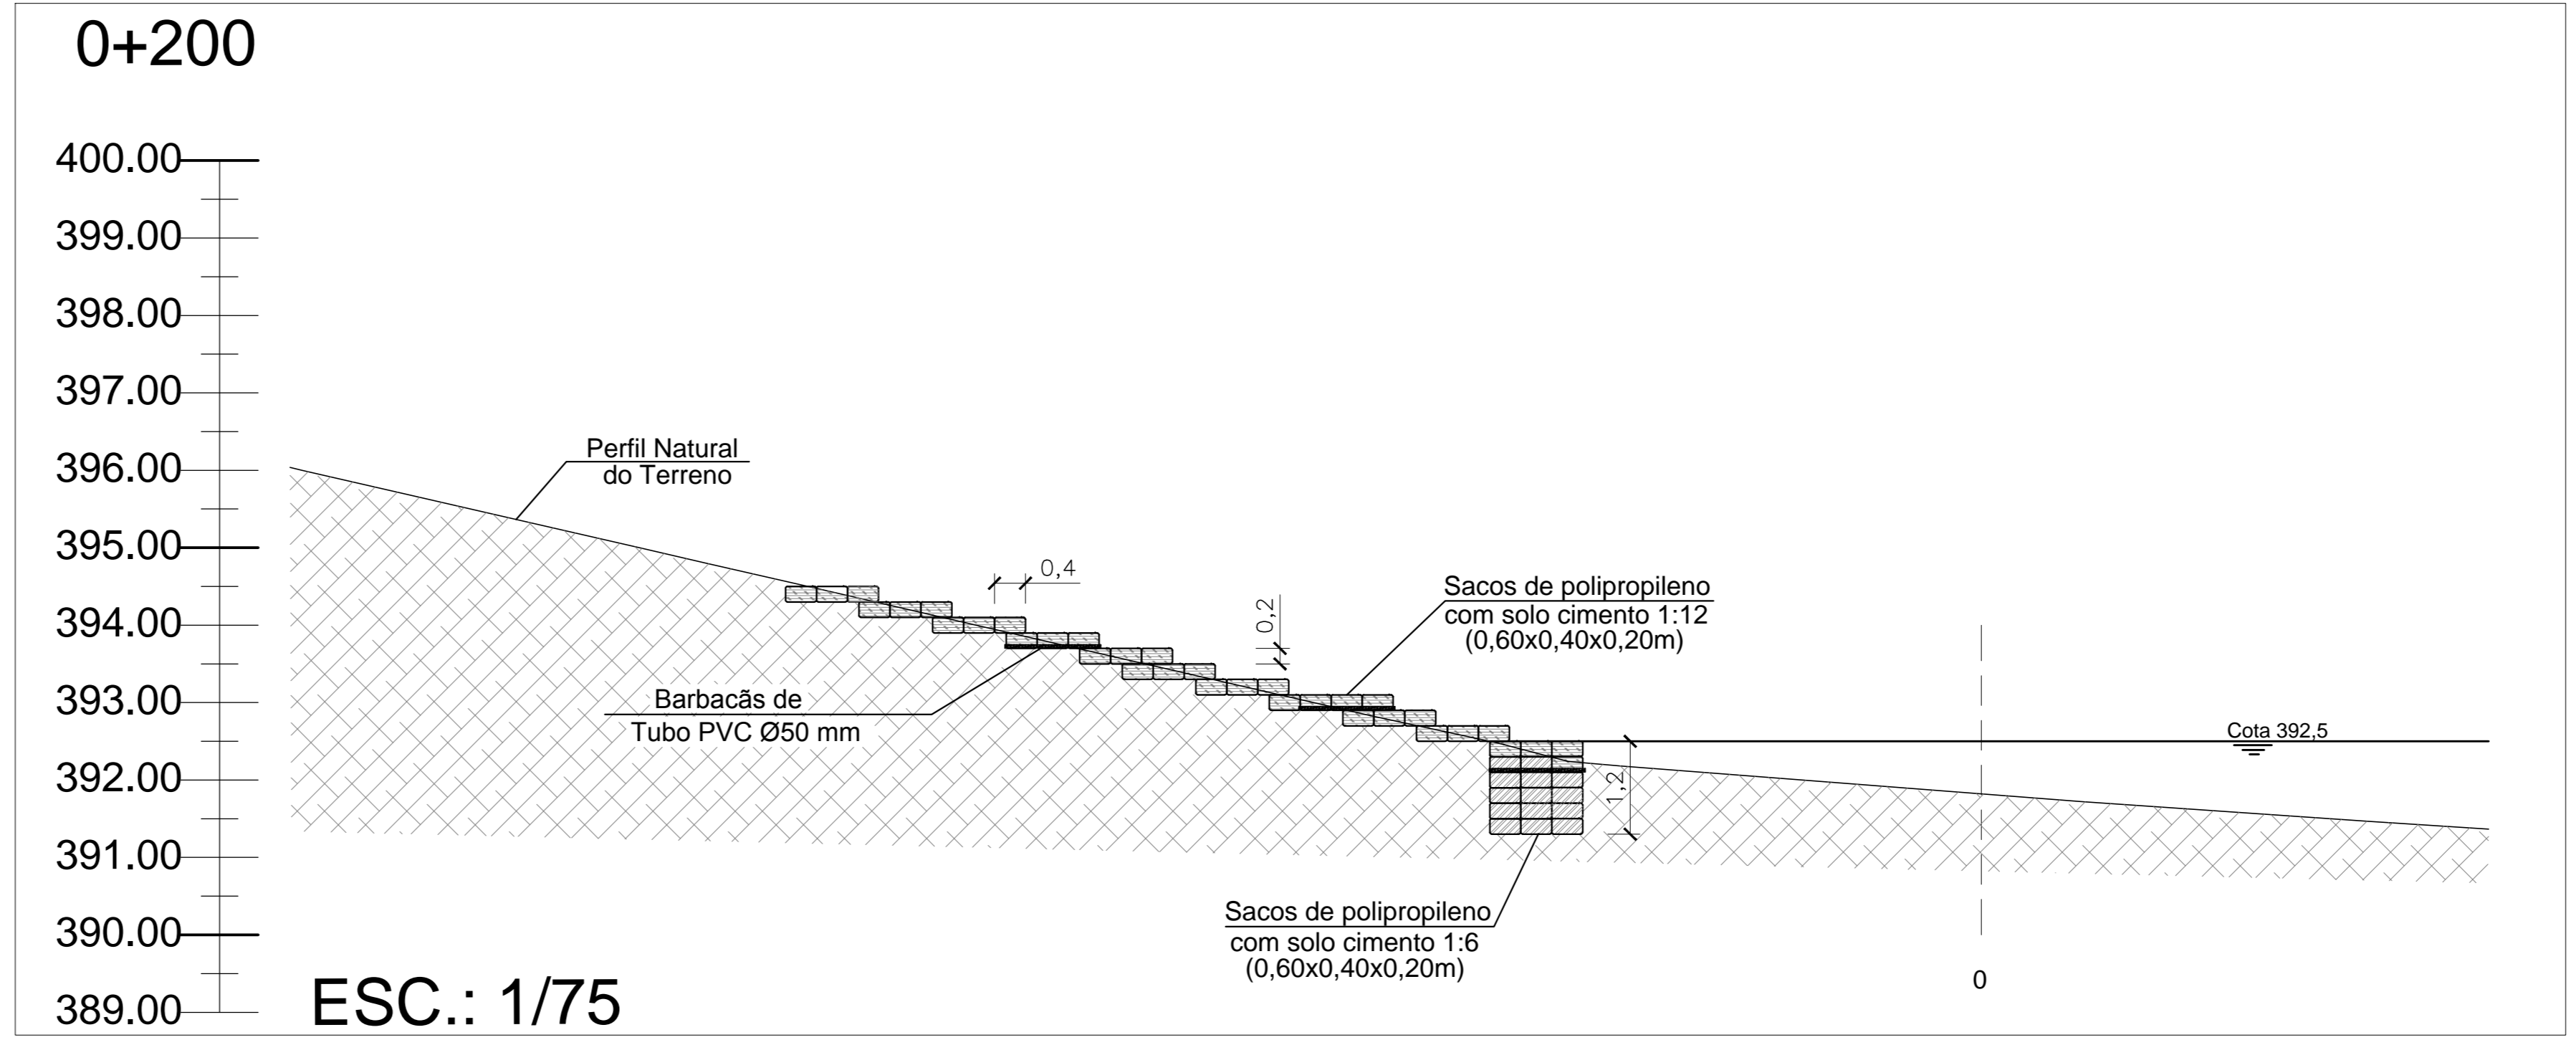 0+200
400.00
399.00
398.00
397.00
396.00
395.00
394.00
393.00
392.00
391.00
390.00
389.00
Perfil Natural
do Terreno
0,4
0,2
Sacos de polipropileno
com solo cimento 1:12
(0,60x0,40x0,20m)
Barbacãs de
Tubo PVC Ø50 mm
Cota 392,5
1,2
Sacos de polipropileno
com solo cimento 1:6
(0,60x0,40x0,20m)
0
ESC.: 1/75